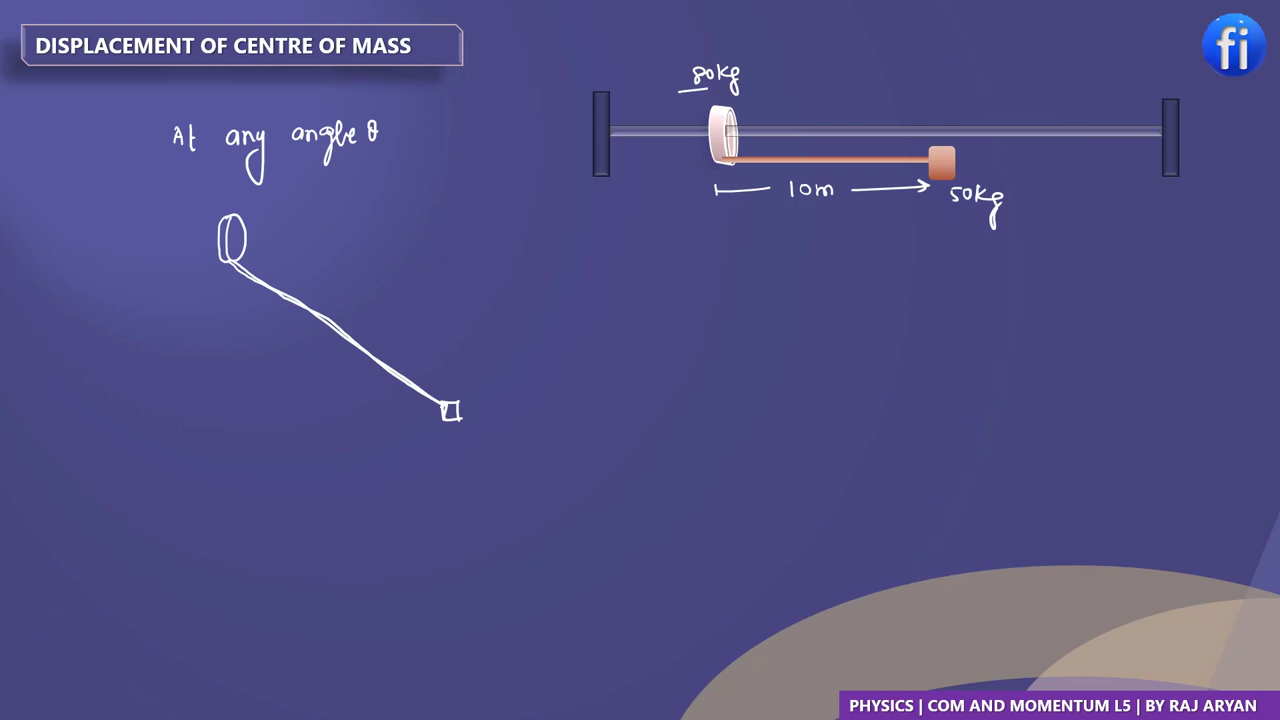 DISPLACEMENT OF CENTRE OF MASS
fi
80kg
At any angle θ
10m
50kg
PHYSICS | COM AND MOMENTUM L5 | BY RAJ ARYAN